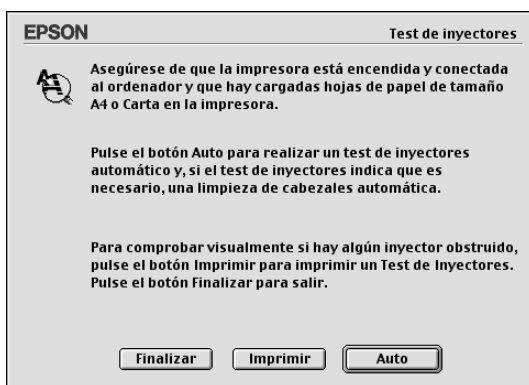 EPSON Test de inyectores
Asegúrese de que la impresora está encendida y conectada
al ordenador y que hay cargadas hojas de papel de tamaño
A4 o Carta en la impresora.
Pulse el botón Auto para realizar un test de inyectores
automático y, si el test de inyectores indica que es
necesario, una limpieza de cabezales automática.
Para comprobar visualmente si hay algún inyector obstruido,
pulse el botón Imprimir para imprimir un Test de Inyectores.
Pulse el botón Finalizar para salir.
Finalizar Imprimir Auto